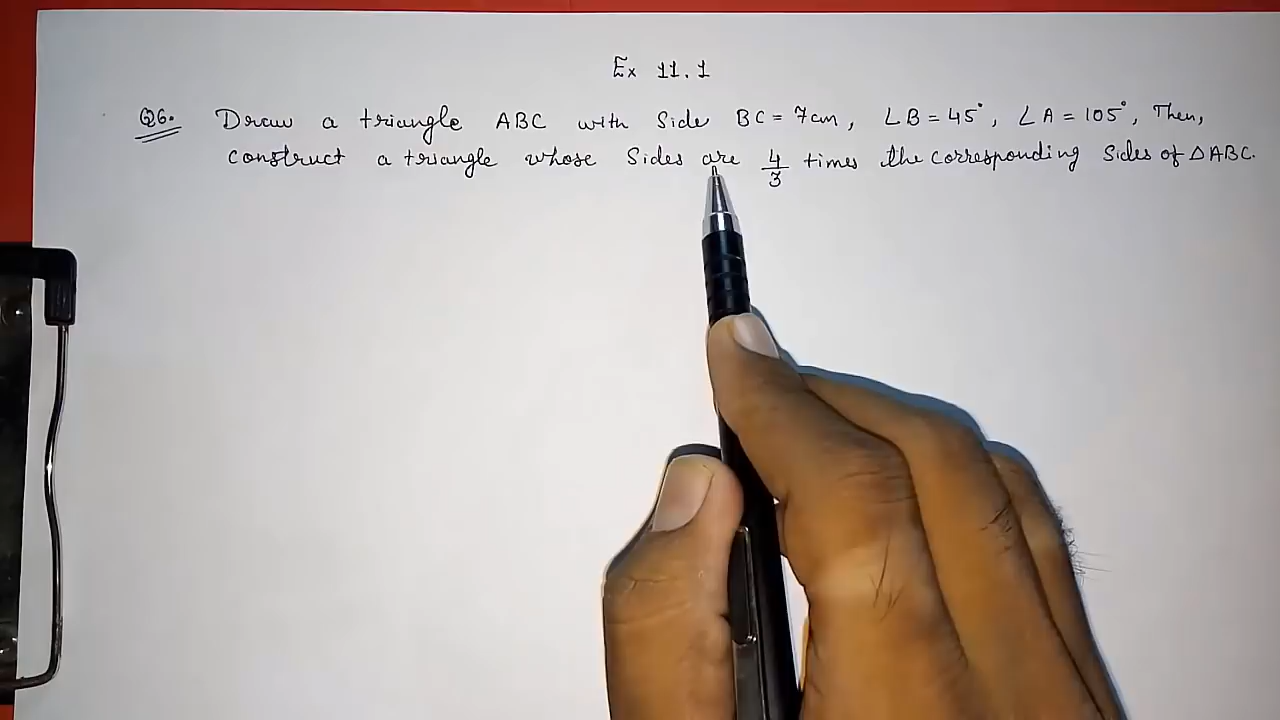 Ex 11.1
Q6. Draw a triangle ABC with Side BC = 7cm, ∠B = 45°, ∠A = 105°, Then,
construct a triangle whose Sides are 4/3 times the corresponding Sides of △ABC.